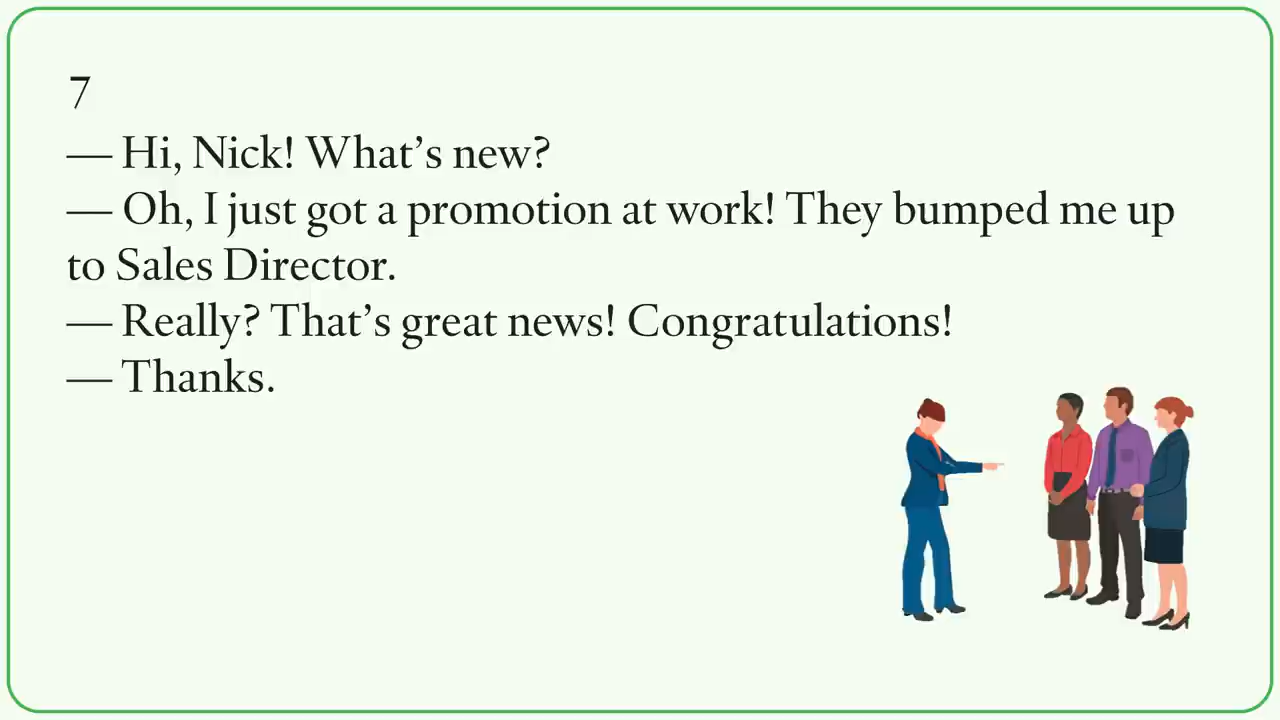 7
— Hi, Nick! What’s new?
— Oh, I just got a promotion at work! They bumped me up
to Sales Director.
— Really? That’s great news! Congratulations!
— Thanks.